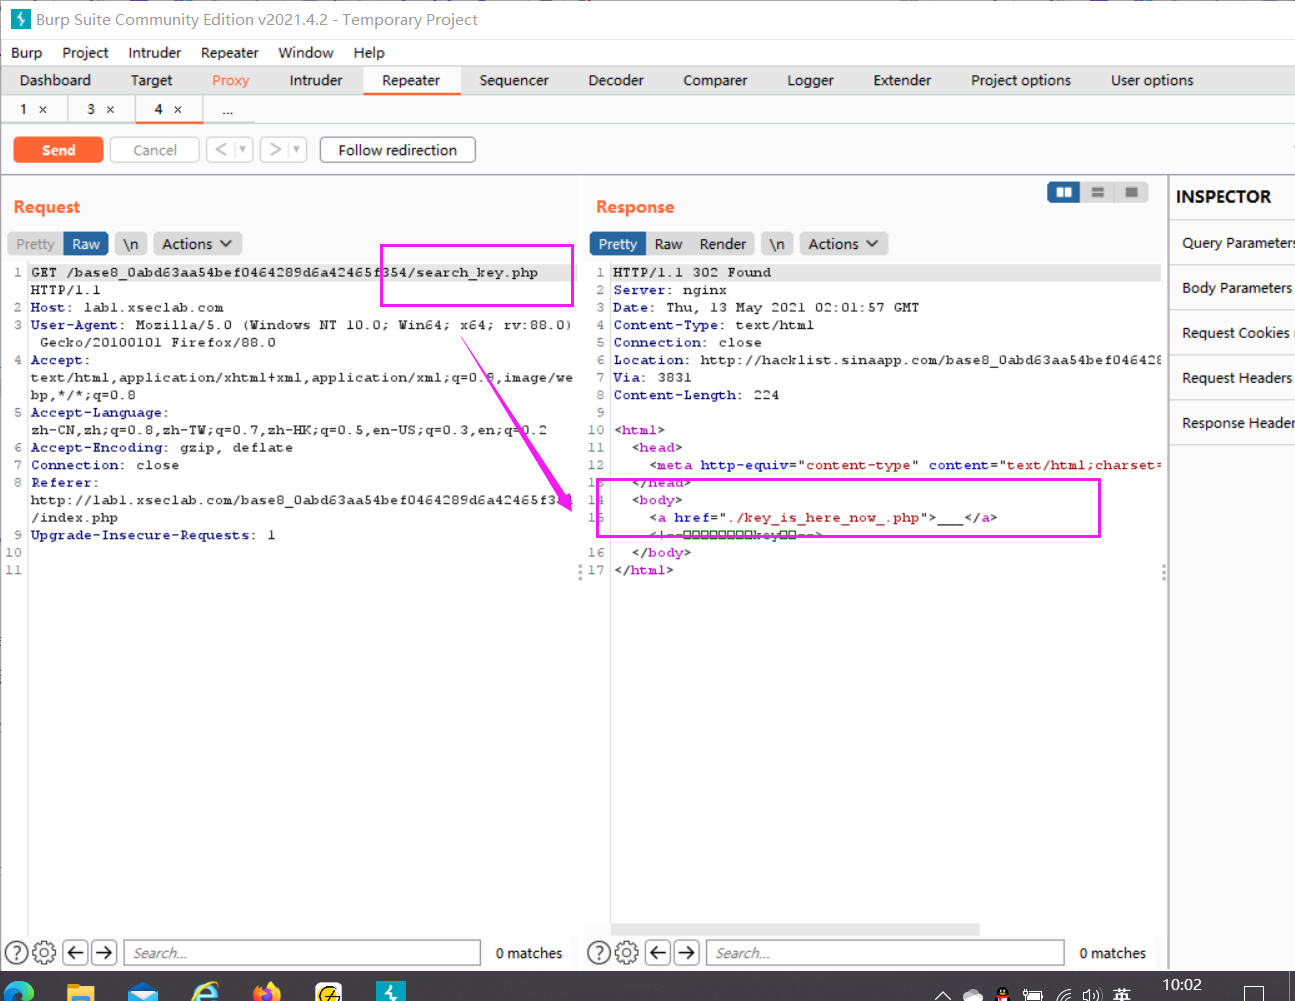 Burp Suite Community Edition v2021.4.2 - Temporary Project
Burp Project Intruder Repeater Window Help
Dashboard Target Proxy Intruder Repeater Sequencer Decoder Comparer Logger Extender Project options User options
1 × 3 × 4 × ...
Send Cancel < > Follow redirection
Request
Pretty Raw \n Actions
1 GET /base8_0abd63aa54bef0464289d6a42465f354/search_key.php
HTTP/1.1
2 Host: lab1.xseclab.com
3 User-Agent: Mozilla/5.0 (Windows NT 10.0; Win64; x64; rv:88.0)
Gecko/20100101 Firefox/88.0
4 Accept:
text/html,application/xhtml+xml,application/xml;q=0.9,image/we
bp,*/*;q=0.8
5 Accept-Language:
zh-CN,zh;q=0.8,zh-TW;q=0.7,zh-HK;q=0.5,en-US;q=0.3,en;q=0.2
6 Accept-Encoding: gzip, deflate
7 Connection: close
8 Referer:
http://lab1.xseclab.com/base8_0abd63aa54bef0464289d6a42465f354
/index.php
9 Upgrade-Insecure-Requests: 1
10
11
Response
Pretty Raw Render \n Actions
1 HTTP/1.1 302 Found
2 Server: nginx
3 Date: Thu, 13 May 2021 02:01:57 GMT
4 Content-Type: text/html
5 Connection: close
6 Location: http://hacklist.sinaapp.com/base8_0abd63aa54bef04642
7 Via: 3831
8 Content-Length: 224
9
10 <html>
11 <head>
12 <meta http-equiv="content-type" content="text/html;charset=
13 </head>
14 <body>
15 <a href="./key_is_here_now_.php">___</a>
<!--□□□□□□□□key□□-->
16 </body>
17 </html>
INSPECTOR
Query Parameters
Body Parameters
Request Cookies
Request Headers
Response Header
Search... 0 matches
Search... 0 matches
英
10:02